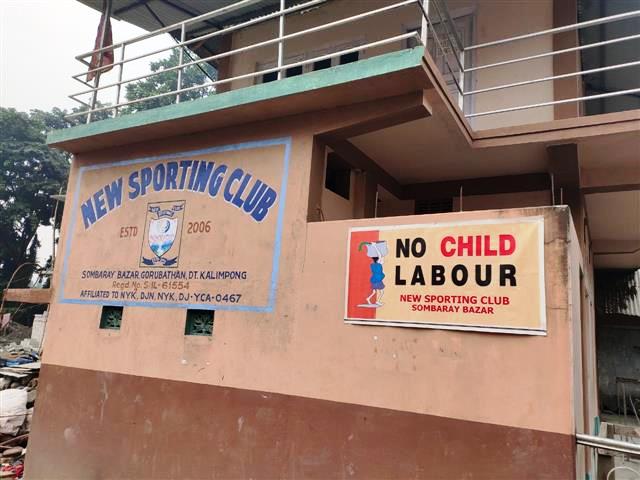 NEW SPORTING CLUB
ESTD 2006
SOMBARAY BAZAR, GORUBATHAN, DT. KALIMPONG
Regd. No. S-IL-61554
AFFILIATED TO NYK, DJN, NYK, DJ-YCA-0467
NO CHILD
LABOUR
NEW SPORTING CLUB
SOMBARAY BAZAR